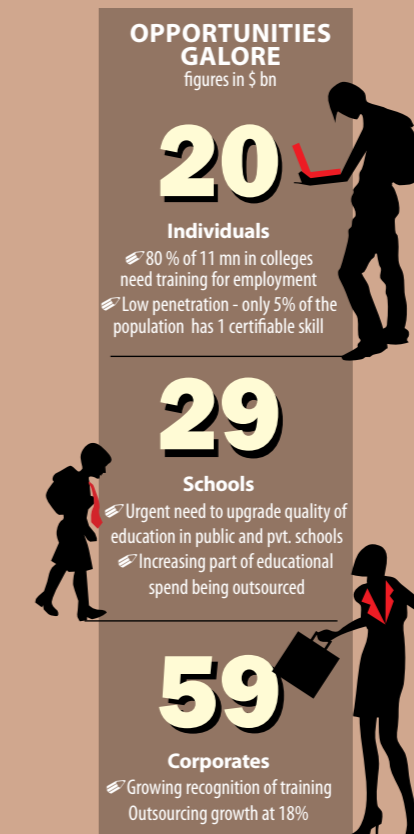 OPPORTUNITIES
GALORE
figures in $ bn
20
Individuals
80 % of 11 mn in colleges
need training for employment
Low penetration - only 5% of the
population has 1 certifiable skill
29
Schools
Urgent need to upgrade quality of
education in public and pvt. schools
Increasing part of educational
spend being outsourced
59
Corporates
Growing recognition of training
Outsourcing growth at 18%